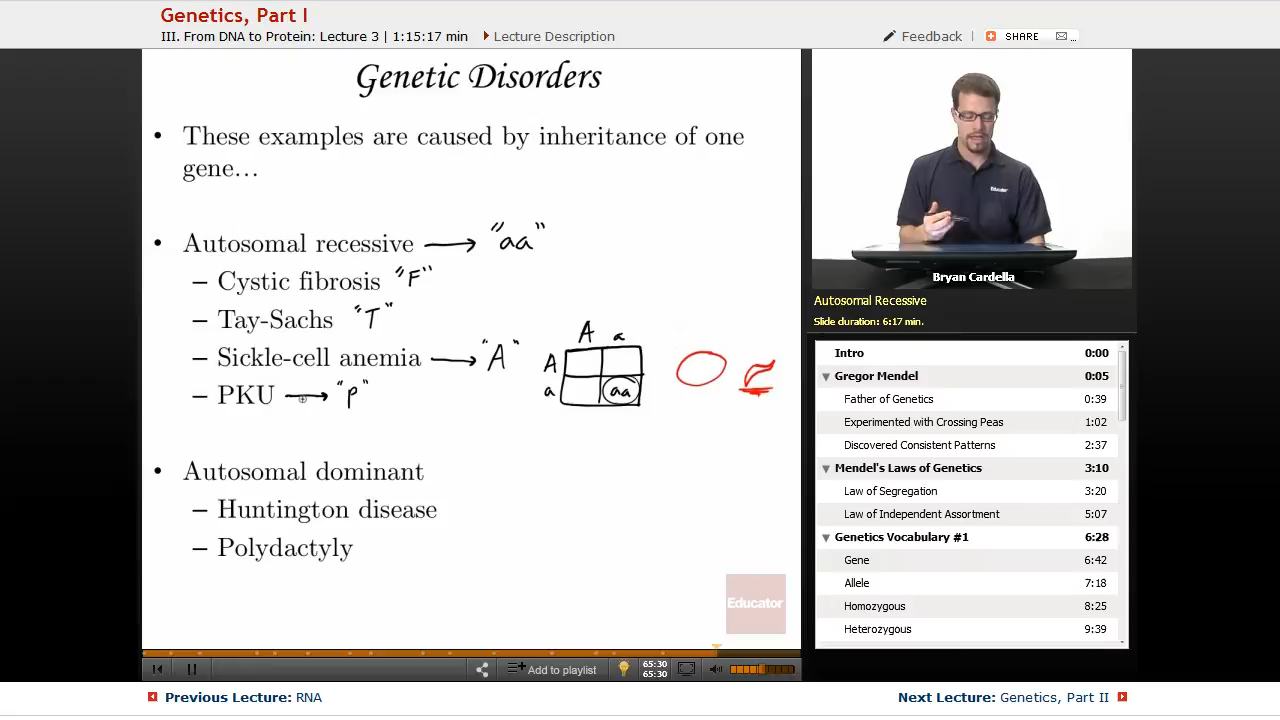 Genetics, Part I
III. From DNA to Protein: Lecture 3 | 1:15:17 min Lecture Description
Feedback | SHARE ...
Genetic Disorders
• These examples are caused by inheritance of one
gene…
• Autosomal recessive "aa"
– Cystic fibrosis "F"
– Tay-Sachs "T"
– Sickle-cell anemia "A"
– PKU "P"
A a
A
a aa
• Autosomal dominant
– Huntington disease
– Polydactyly
Educator
Educator
Bryan Cardella
Autosomal Recessive
Slide duration: 6:17 min.
Intro 0:00
Gregor Mendel 0:05
Father of Genetics 0:39
Experimented with Crossing Peas 1:02
Discovered Consistent Patterns 2:37
Mendel's Laws of Genetics 3:10
Law of Segregation 3:20
Law of Independent Assortment 5:07
Genetics Vocabulary #1 6:28
Gene 6:42
Allele 7:18
Homozygous 8:25
Heterozygous 9:39
Add to playlist
65:30
65:30
Previous Lecture: RNA
Next Lecture: Genetics, Part II